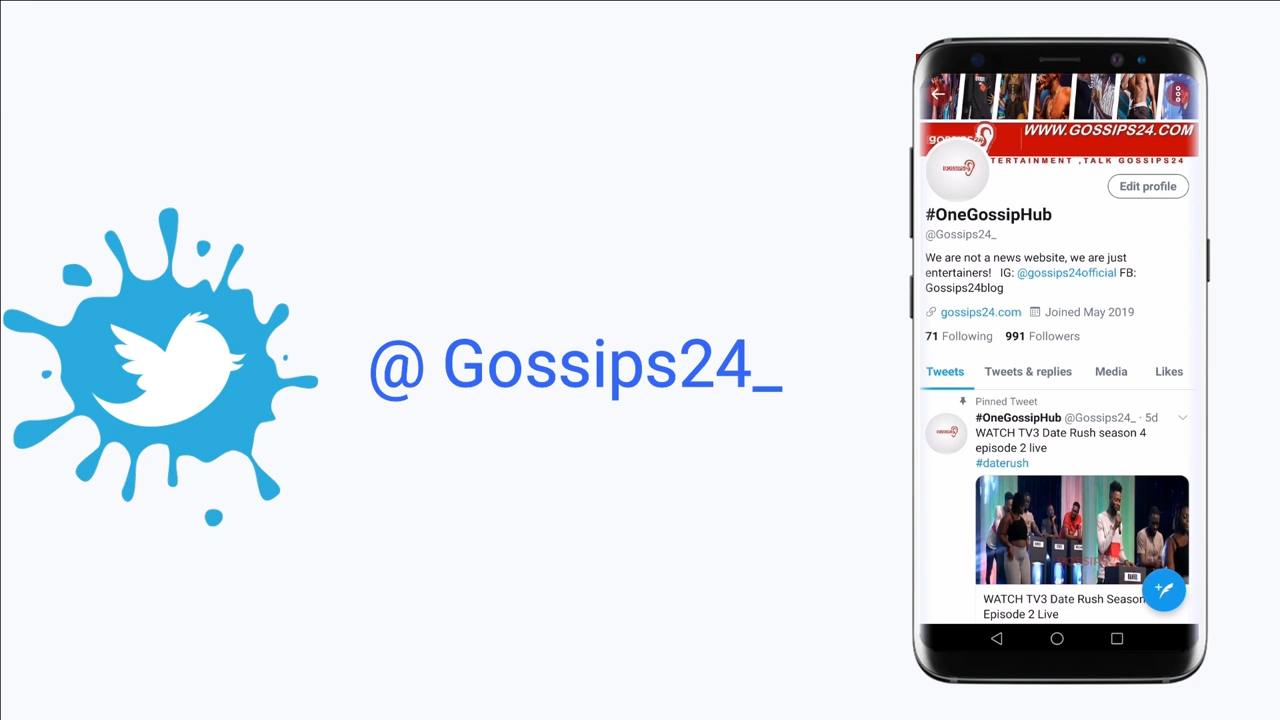 @ Gossips24_
WWW.GOSSIPS24.COM
TERTAINMENT ,TALK GOSSIPS24
Edit profile
#OneGossipHub
@Gossips24_
We are not a news website, we are just
entertainers! IG: @gossips24official FB:
Gossips24blog
gossips24.com Joined May 2019
71 Following 991 Followers
Tweets Tweets & replies Media Likes
Pinned Tweet
#OneGossipHub @Gossips24_ · 5d
WATCH TV3 Date Rush season 4
episode 2 live
#daterush
WATCH TV3 Date Rush Season
Episode 2 Live